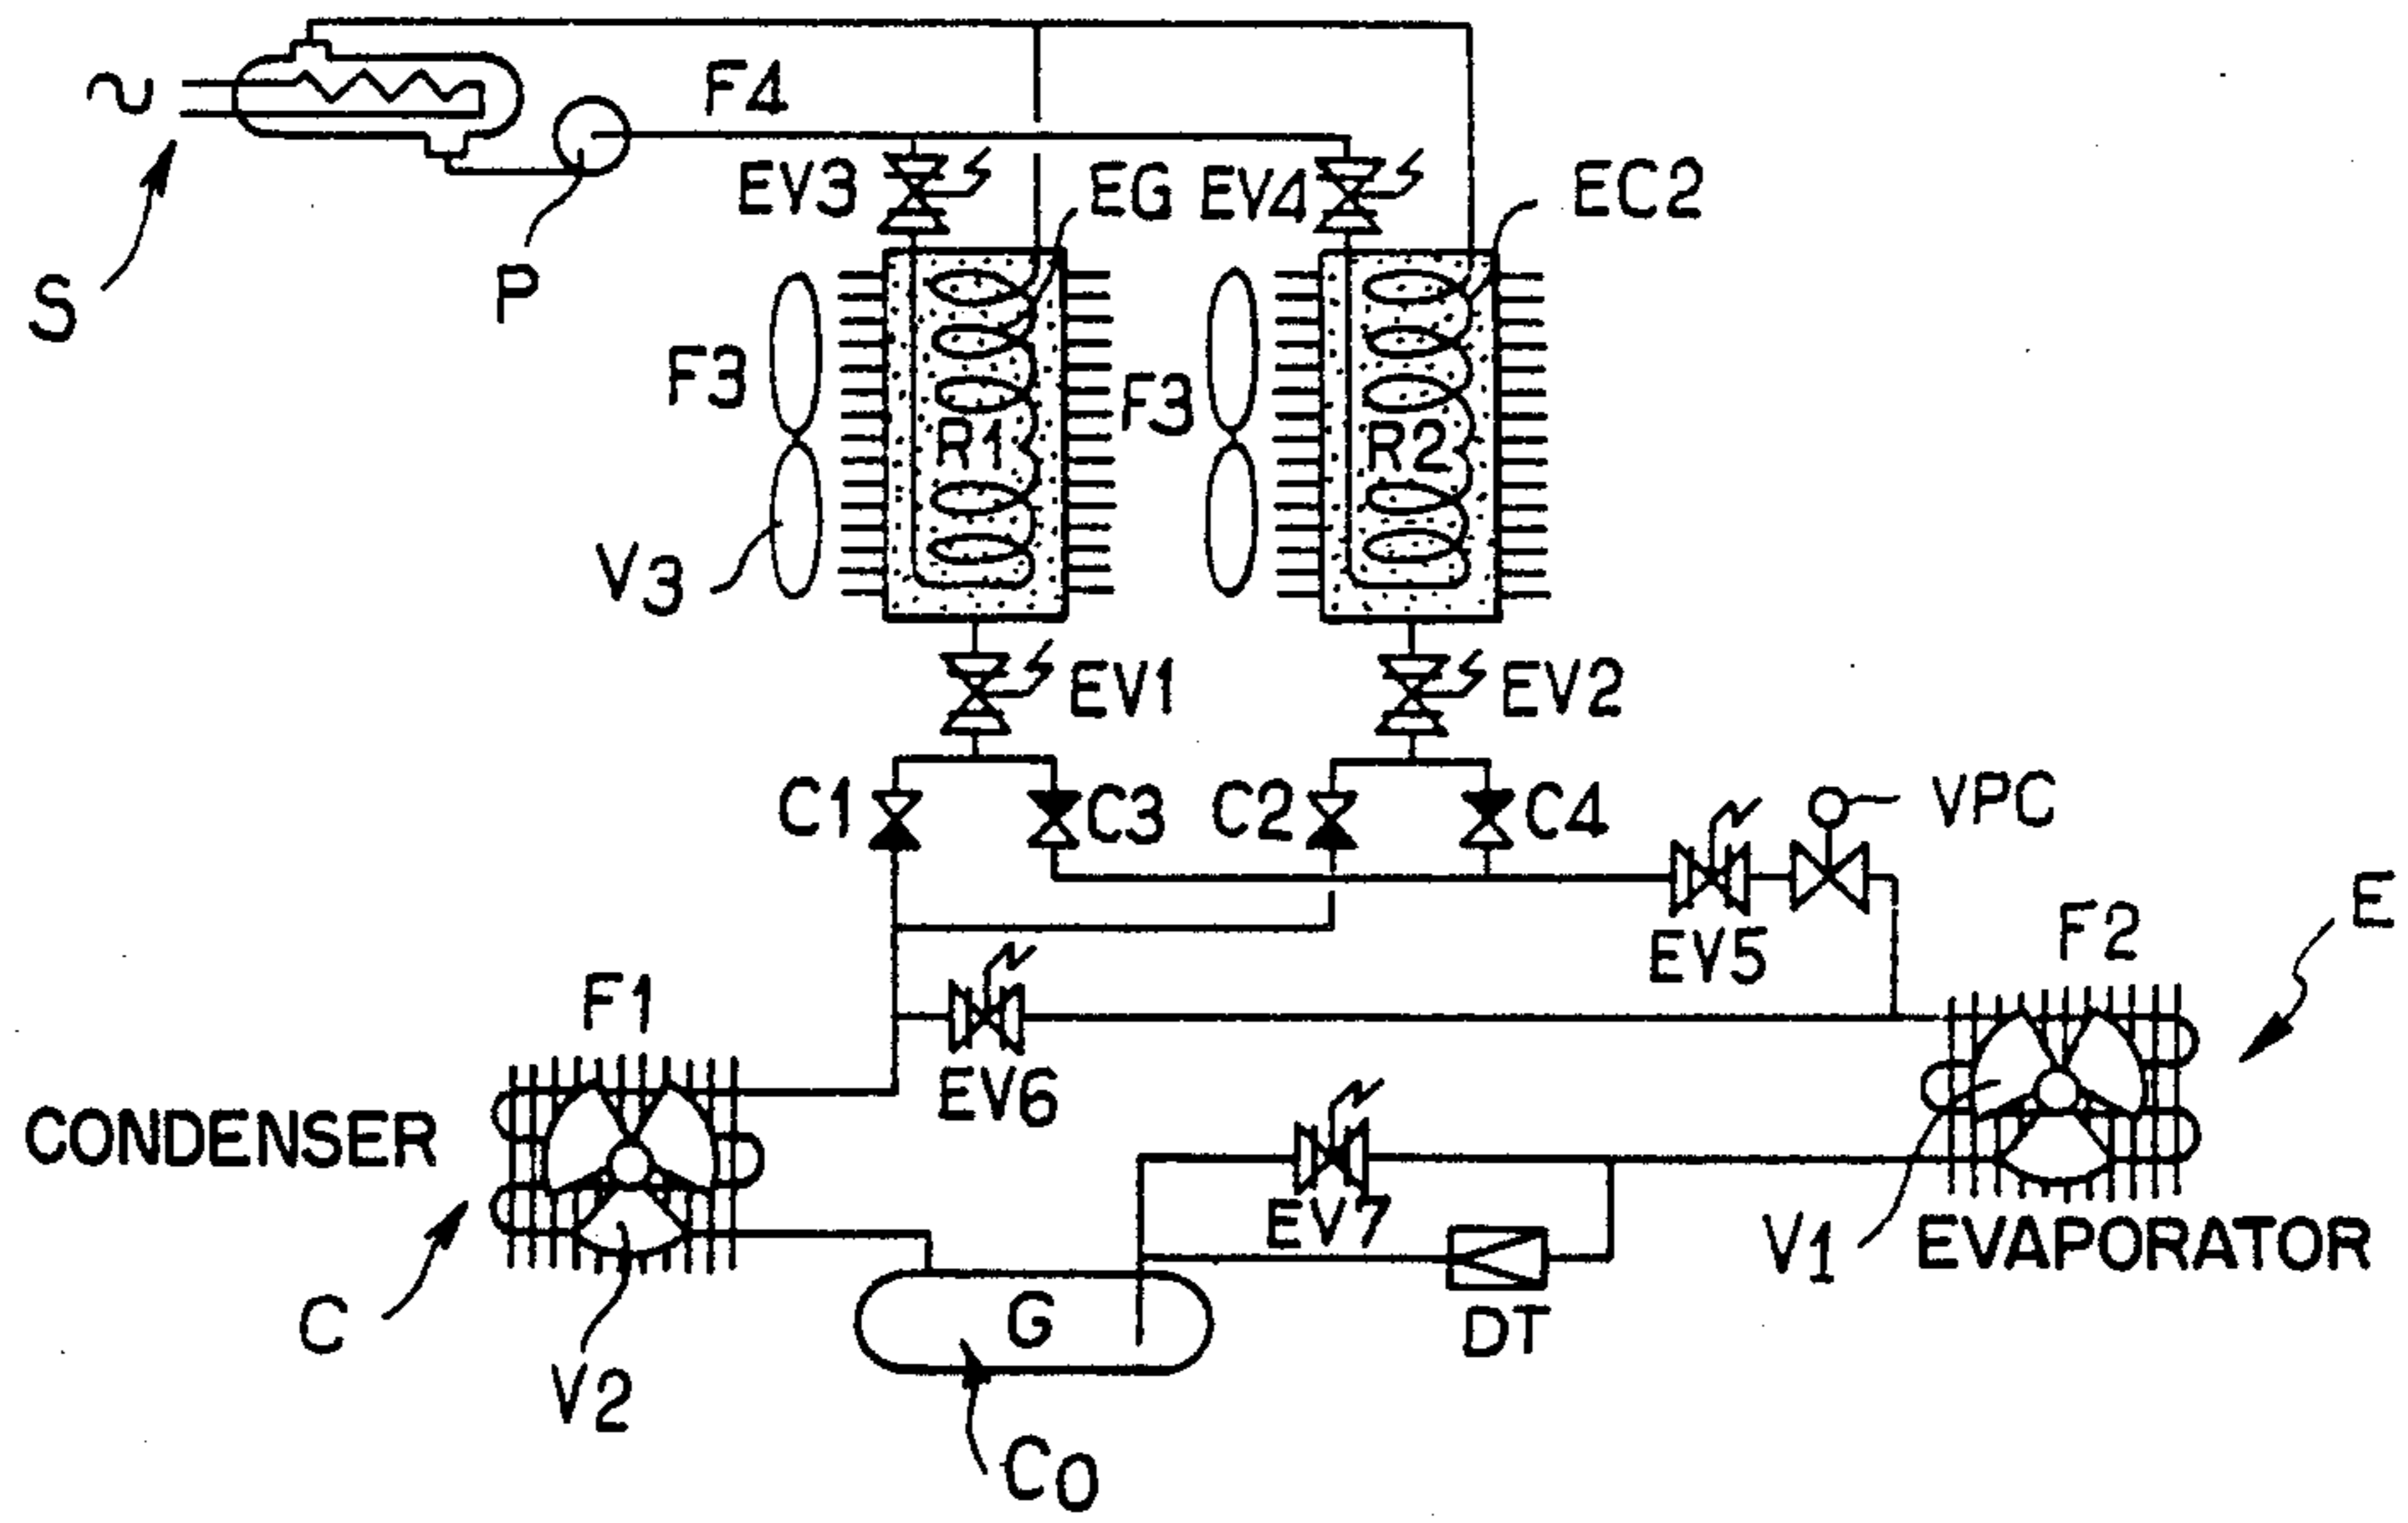 F4
EV3
EG
EV4
EC2
S
P
F3
F3
R1
R2
V3
EV1
EV2
C1
C3
C2
C4
VPC
EV5
F2
E
F1
EV6
CONDENSER
EV7
V1
EVAPORATOR
C
G
DT
V2
Co